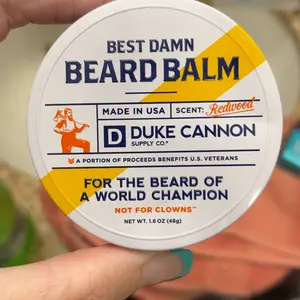 BEST DAMN
BEARD BALM
MADE IN USA
SCENT: Redwood
D DUKE CANNON
SUPPLY CO.®
A PORTION OF PROCEEDS BENEFITS U.S. VETERANS
FOR THE BEARD OF
A WORLD CHAMPION
NOT FOR CLOWNS™
NET WT. 1.6 OZ (48g)